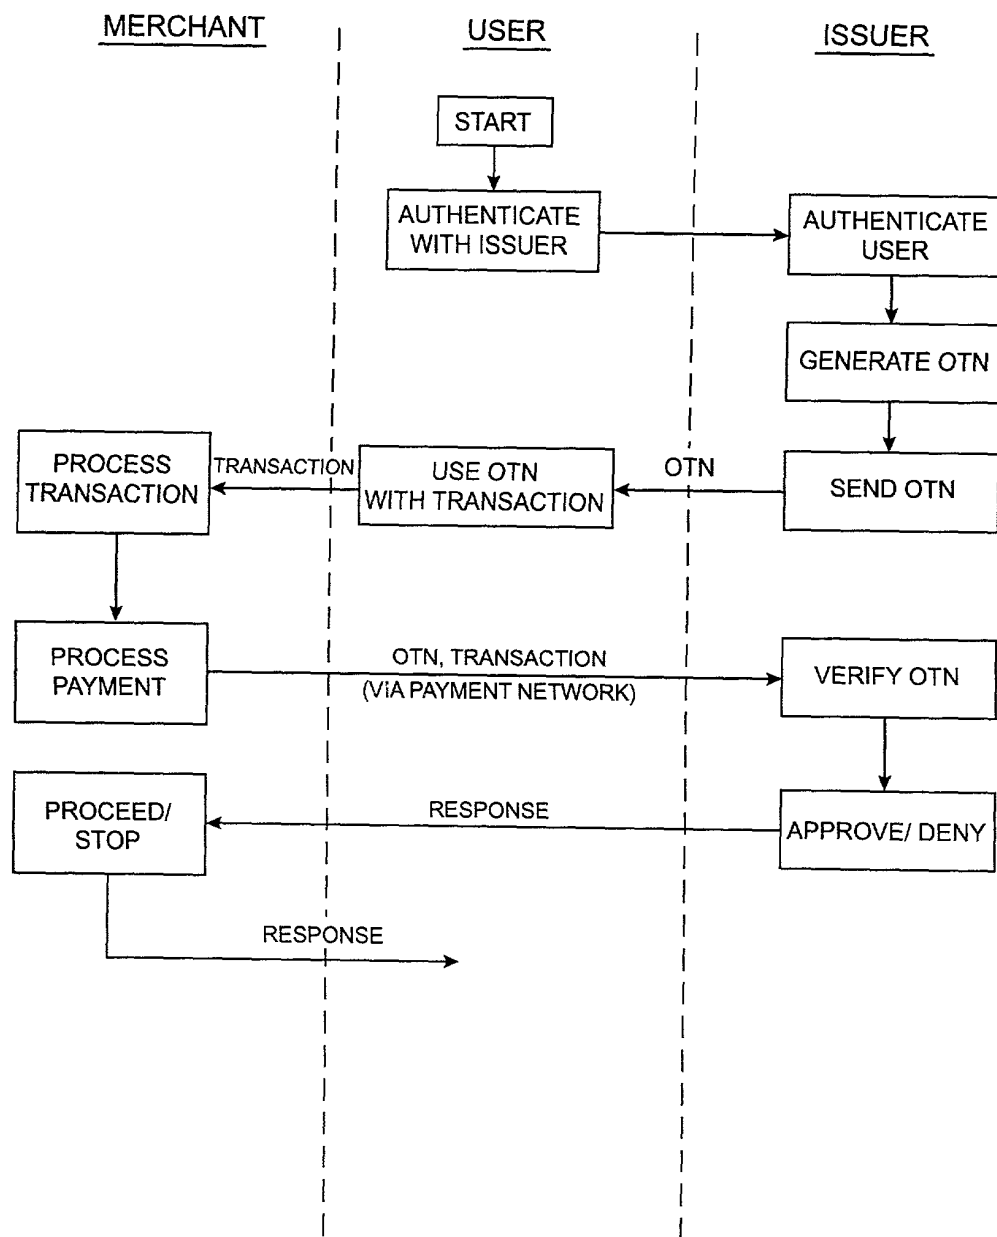 MERCHANT
USER
ISSUER
START
AUTHENTICATE
WITH ISSUER
AUTHENTICATE
USER
GENERATE OTN
PROCESS
TRANSACTION
TRANSACTION
USE OTN
WITH TRANSACTION
OTN
SEND OTN
PROCESS
PAYMENT
OTN, TRANSACTION
(VIA PAYMENT NETWORK)
VERIFY OTN
PROCEED/
STOP
RESPONSE
APPROVE/ DENY
RESPONSE